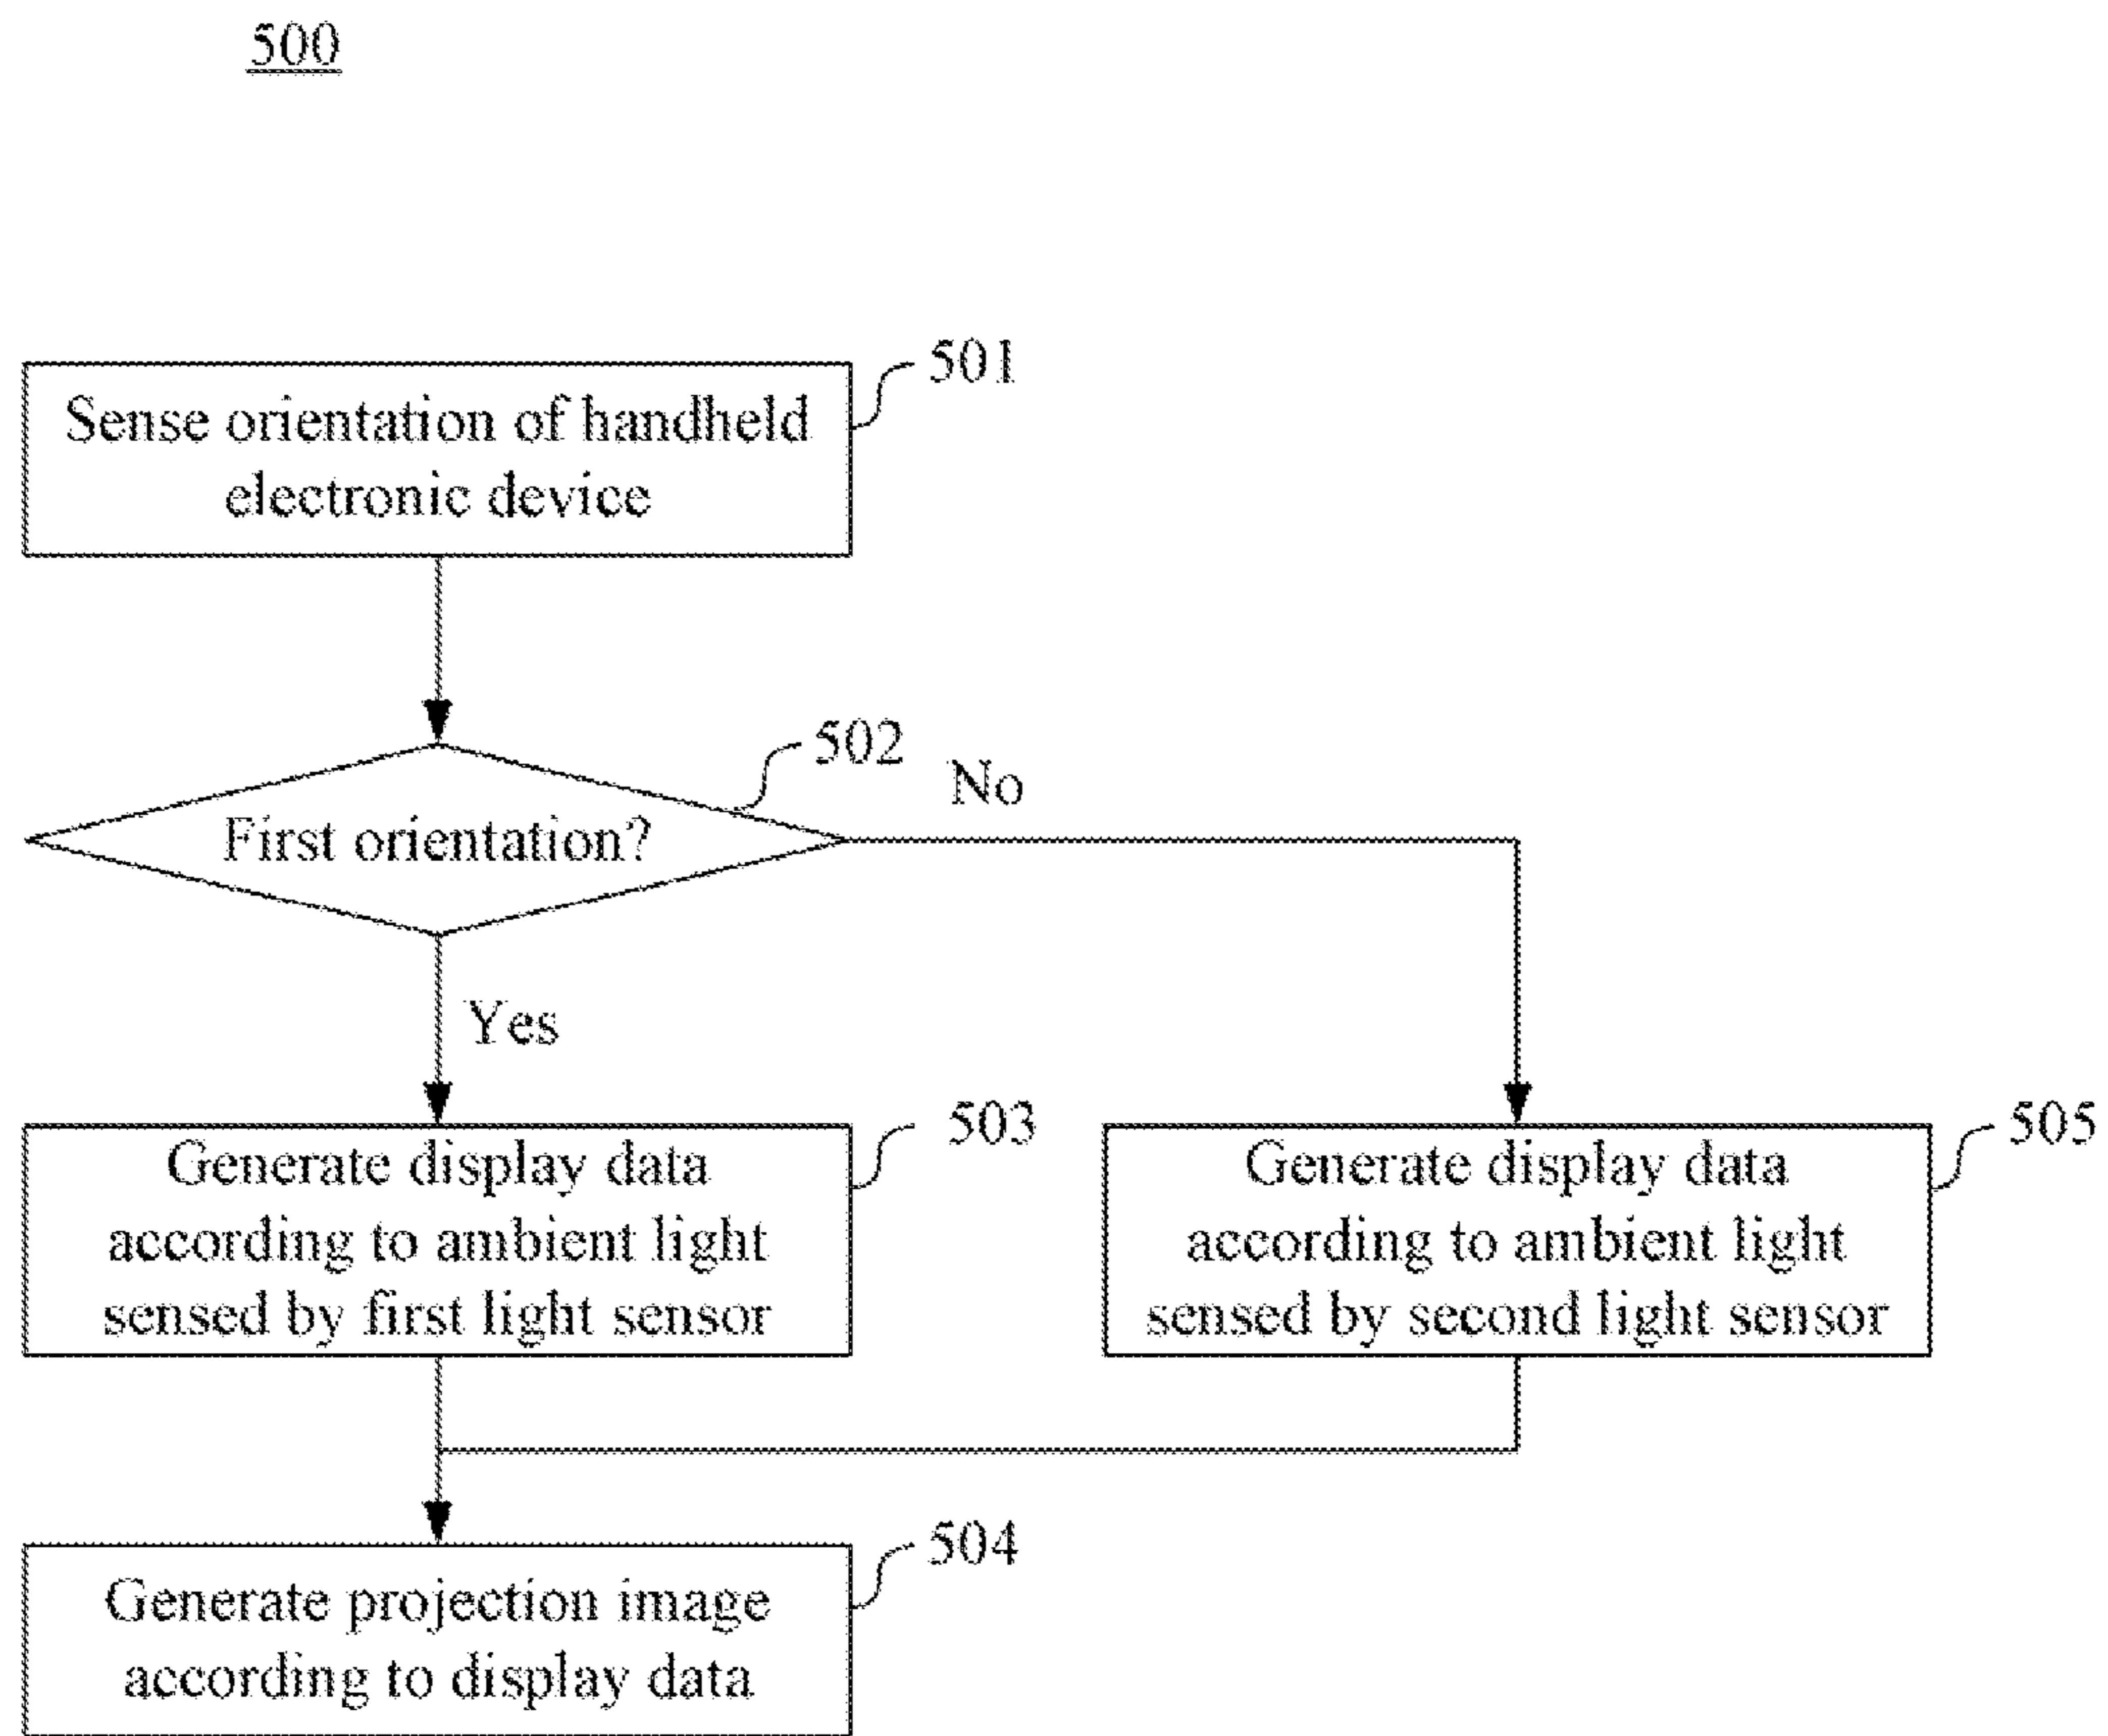 500
501
Sense orientation of handheld
electronic device
502
No
First orientation?
Yes
503
Generate display data
according to ambient light
sensed by first light sensor
505
Generate display data
according to ambient light
sensed by second light sensor
504
Generate projection image
according to display data